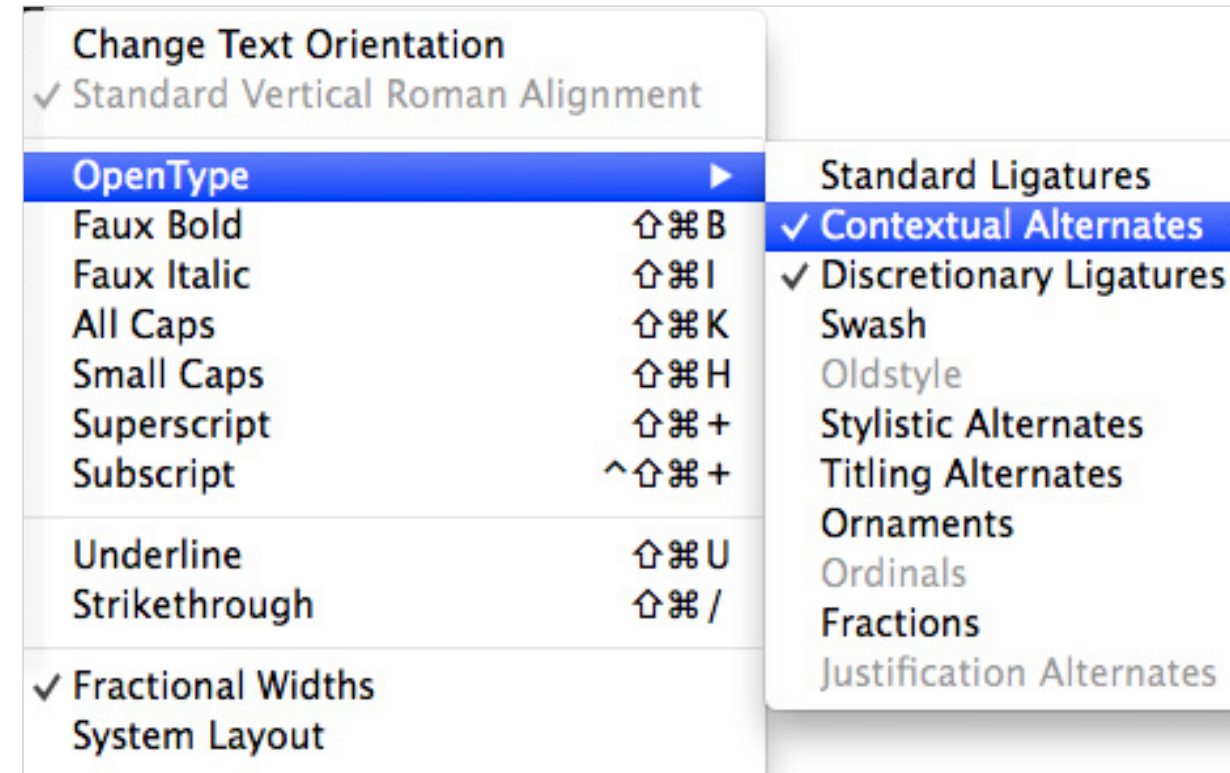 Change Text Orientation
✓ Standard Vertical Roman Alignment
OpenType ▶
Faux Bold ⇧⌘B
Faux Italic ⇧⌘I
All Caps ⇧⌘K
Small Caps ⇧⌘H
Superscript ⇧⌘+
Subscript ^⇧⌘+
Underline ⇧⌘U
Strikethrough ⇧⌘/
✓ Fractional Widths
System Layout
Standard Ligatures
✓ Contextual Alternates
✓ Discretionary Ligatures
Swash
Oldstyle
Stylistic Alternates
Titling Alternates
Ornaments
Ordinals
Fractions
Justification Alternates